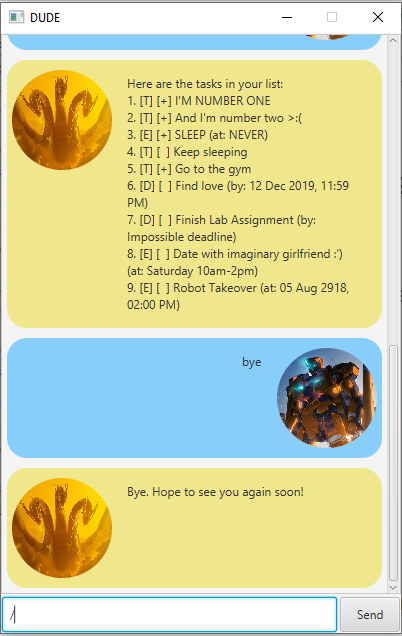 DUDE
Here are the tasks in your list:
1. [T] [+] I'M NUMBER ONE
2. [T] [+] And I'm number two >:(
3. [E] [+] SLEEP (at: NEVER)
4. [T] [ ] Keep sleeping
5. [T] [+] Go to the gym
6. [D] [ ] Find love (by: 12 Dec 2019, 11:59
PM)
7. [D] [ ] Finish Lab Assignment (by:
Impossible deadline)
8. [E] [ ] Date with imaginary girlfriend :')
(at: Saturday 10am-2pm)
9. [E] [ ] Robot Takeover (at: 05 Aug 2918,
02:00 PM)
bye
Bye. Hope to see you again soon!
/
Send